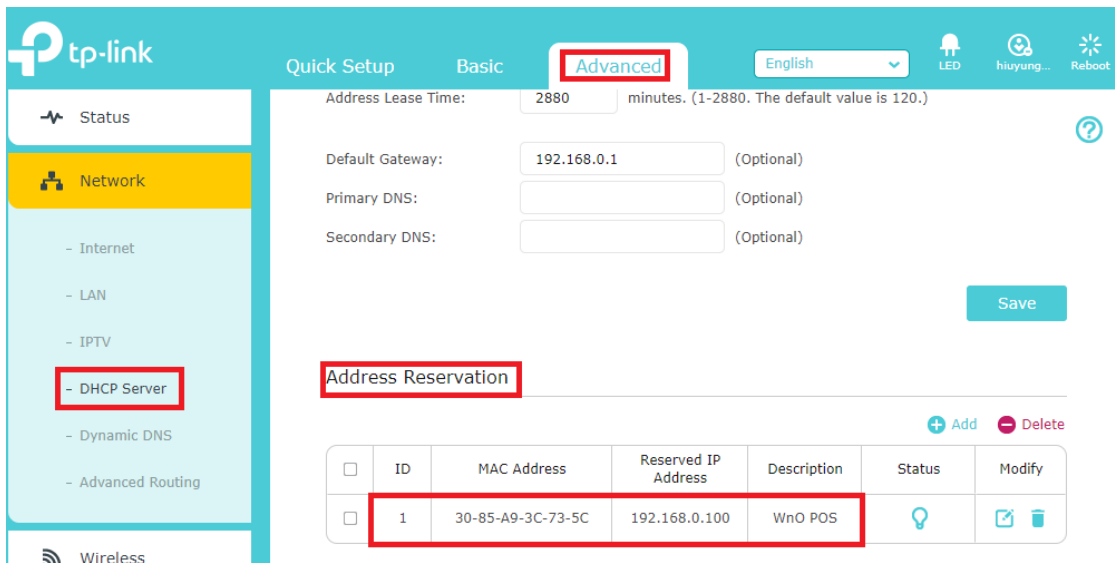 tp-link
Quick Setup Basic Advanced English LED hiuyung... Reboot
Status
Network
- Internet
- LAN
- IPTV
- DHCP Server
- Dynamic DNS
- Advanced Routing
Wireless
Address Lease Time: 2880 minutes. (1-2880. The default value is 120.)
Default Gateway: 192.168.0.1 (Optional)
Primary DNS: (Optional)
Secondary DNS: (Optional)
Save
Address Reservation
Add Delete
ID MAC Address Reserved IP Address Description Status Modify
1 30-85-A9-3C-73-5C 192.168.0.100 WnO POS